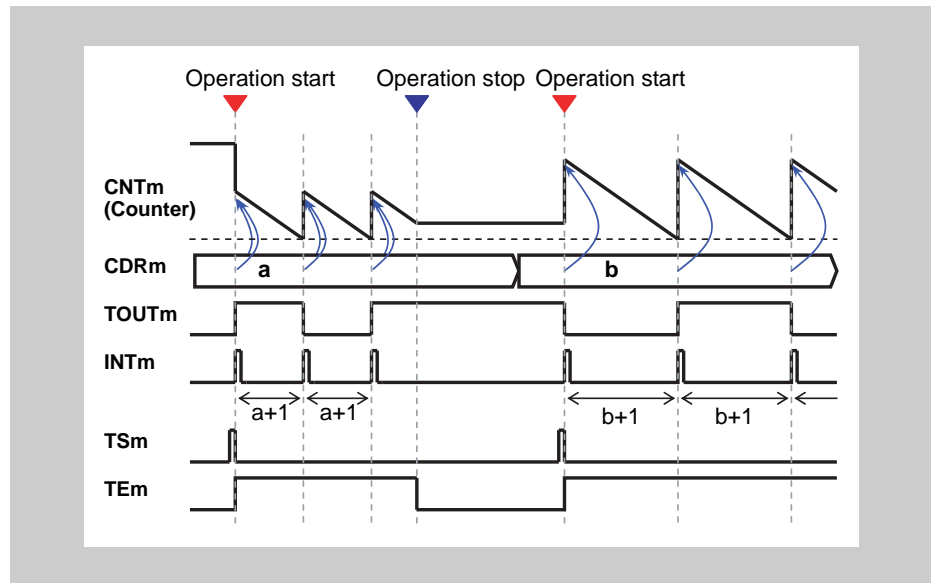 Operation start Operation stop Operation start
CNTm
(Counter)
CDRm a b
TOUTm
INTm
a+1 a+1 b+1 b+1
TSm
TEm